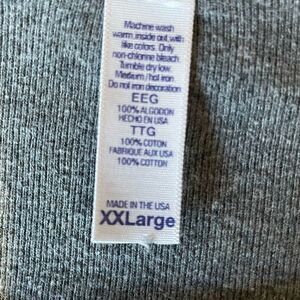 Machine wash
warm, inside out, with
like colors. Only
non-chlorine bleach.
Tumble dry low.
Medium/hot iron
Do not iron decoration
EEG
100% ALGODON
HECHO EN USA
TTG
100% COTON
FABRIQUE AUX USA
100% COTTON
MADE IN THE USA
XXLarge